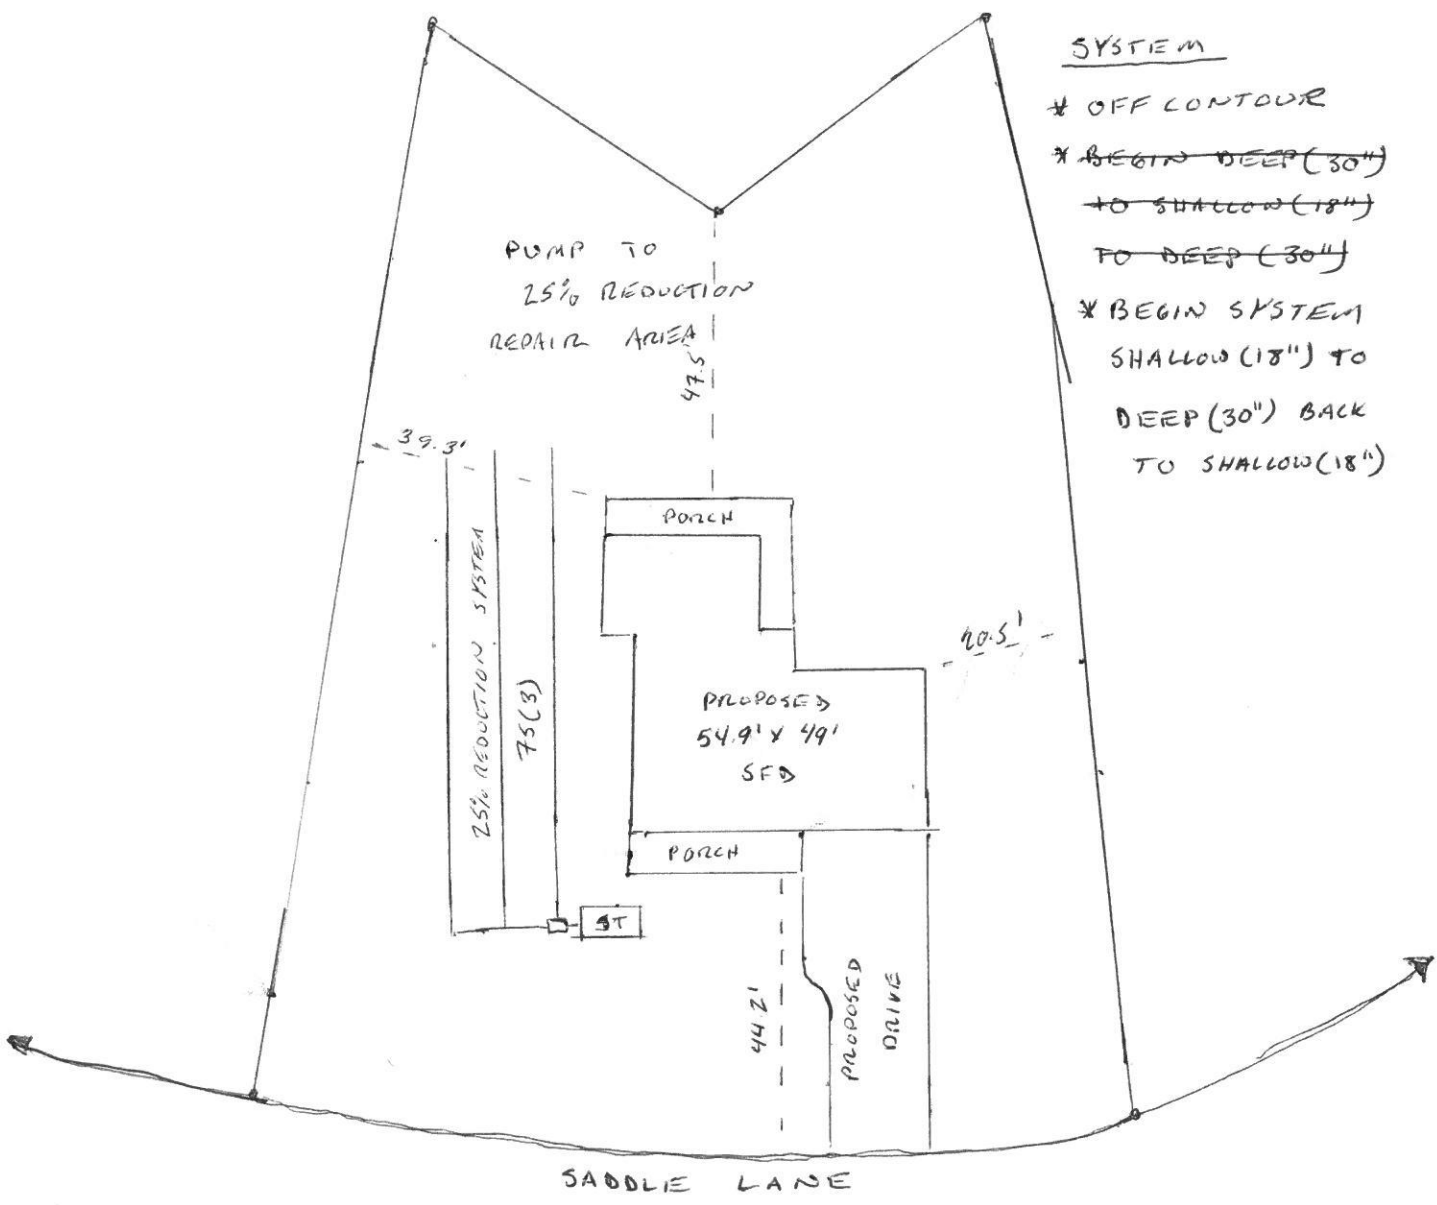 SYSTEM
* OFF CONTOUR
* BEGIN DEEP (30")
TO SHALLOW (18")
TO DEEP (30")
* BEGIN SYSTEM
SHALLOW (18") TO
DEEP (30") BACK
TO SHALLOW (18")
PUMP TO
25% REDUCTION
REPAIR AREA
47.5'
39.3'
PORCH
25% REDUCTION SYSTEM
75(3)
20.5'
PROPOSED
54.9' X 49'
SFD
PORCH
ST
44.2'
PROPOSED
DRIVE
SADDLE LANE